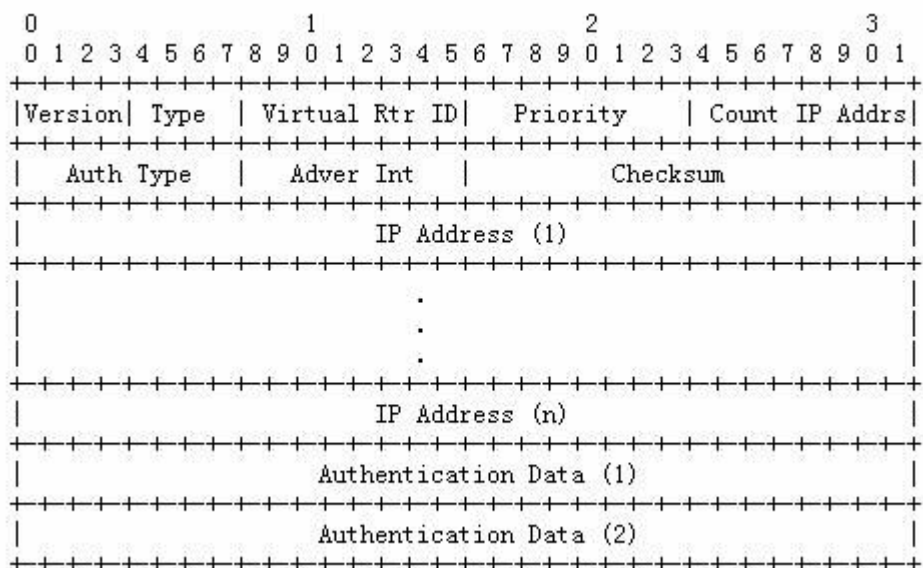 0 1 2 3
0 1 2 3 4 5 6 7 8 9 0 1 2 3 4 5 6 7 8 9 0 1 2 3 4 5 6 7 8 9 0 1
|Version| Type | Virtual Rtr ID| Priority | Count IP Addrs|
| Auth Type | Adver Int | Checksum |
| IP Address (1) |
| . |
| . |
| . |
| IP Address (n) |
| Authentication Data (1) |
| Authentication Data (2) |